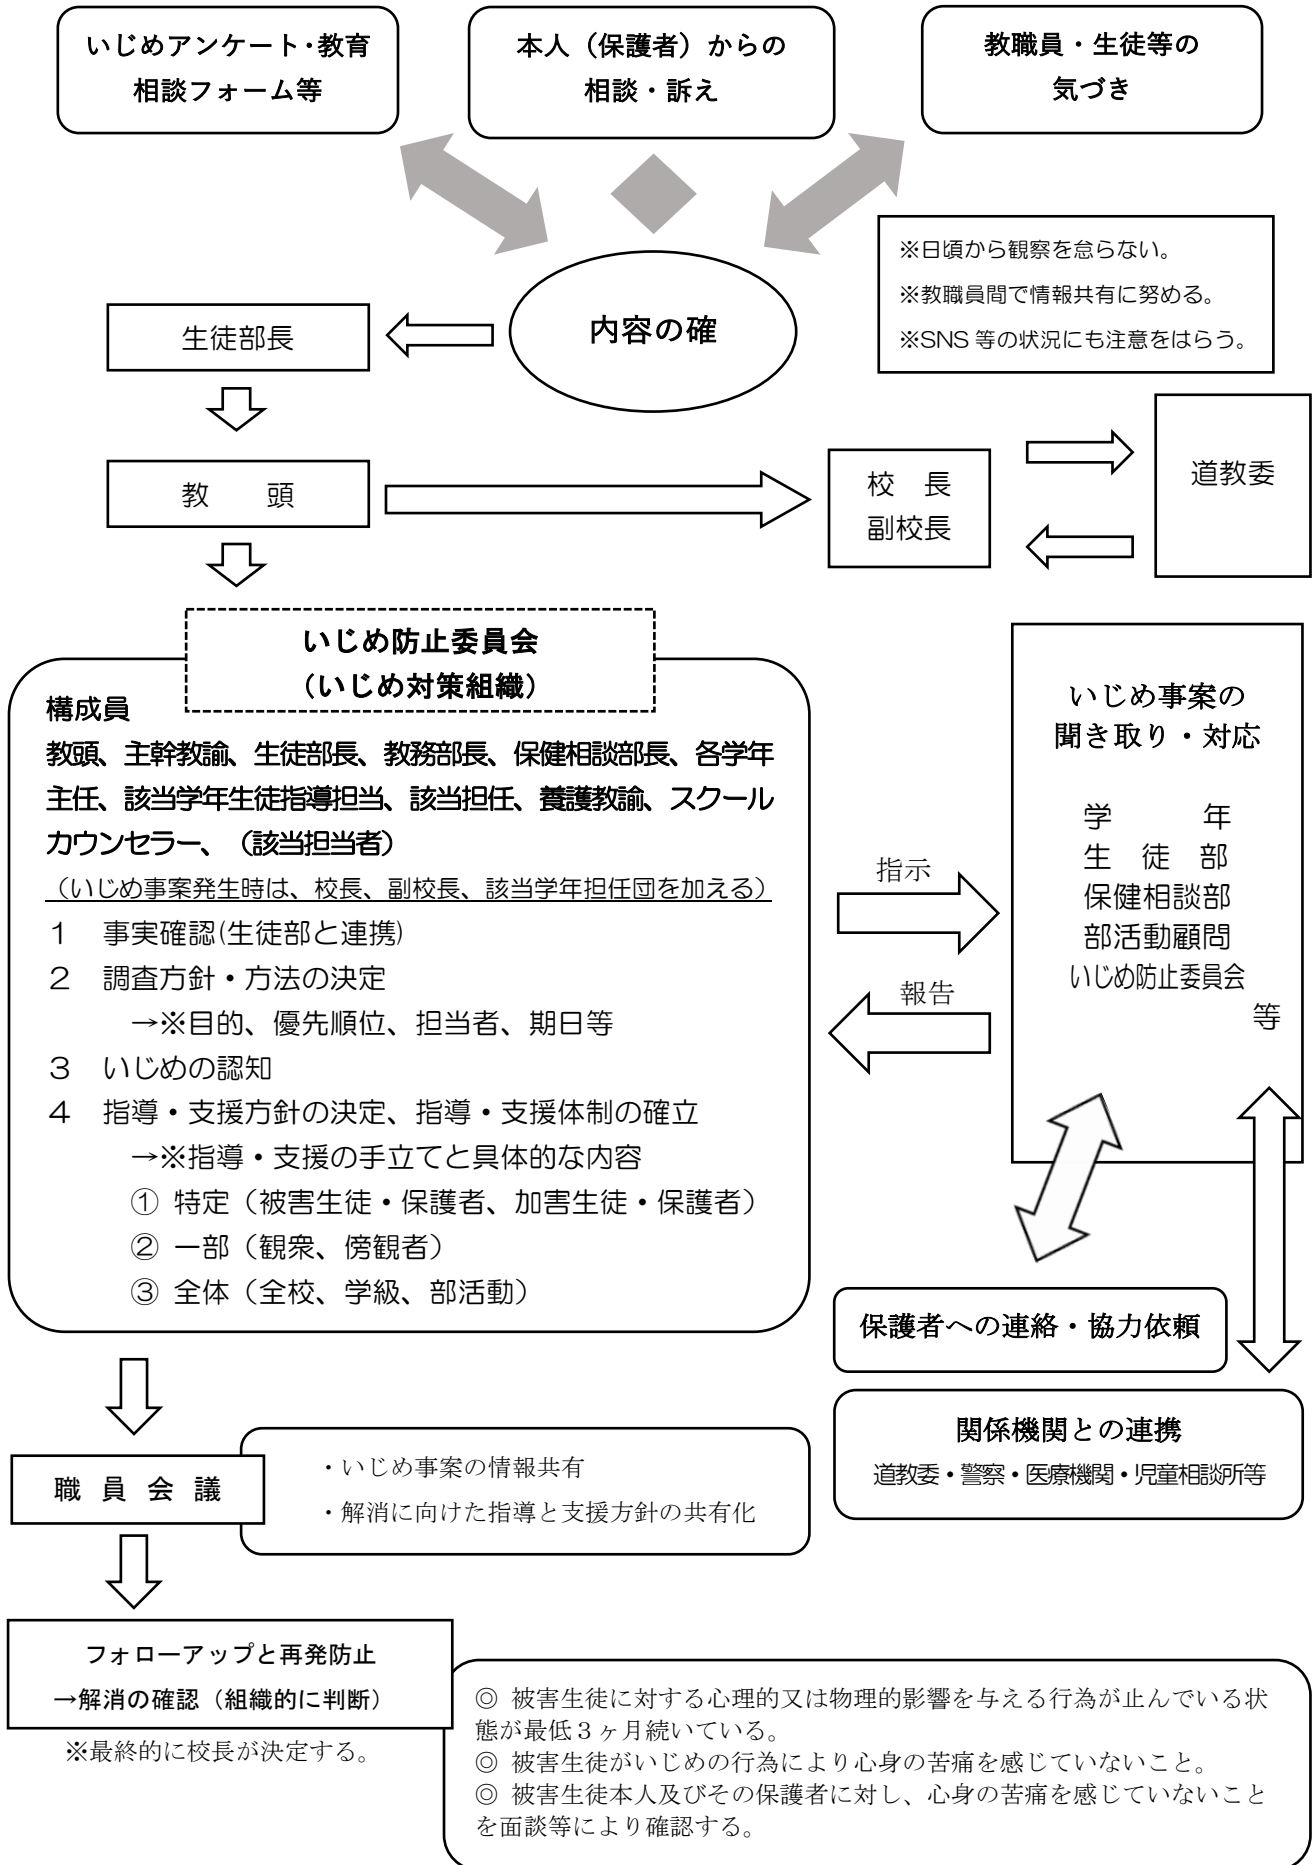 いじめアンケート・教育
相談フォーム等
本人（保護者）からの
相談・訴え
教職員・生徒等の
気づき
※日頃から観察を怠らない。
※教職員間で情報共有に努める。
※SNS 等の状況にも注意をはらう。
内容の確
生徒部長
教　　頭
校　長
副校長
道教委
いじめ防止委員会
（いじめ対策組織）
構成員
教頭、主幹教諭、生徒部長、教務部長、保健相談部長、各学年
主任、該当学年生徒指導担当、該当担任、養護教諭、スクール
カウンセラー、（該当担当者）
（いじめ事案発生時は、校長、副校長、該当学年担任団を加える）
１　事実確認(生徒部と連携)
２　調査方針・方法の決定
→※目的、優先順位、担当者、期日等
３　いじめの認知
４　指導・支援方針の決定、指導・支援体制の確立
→※指導・支援の手立てと具体的な内容
① 特定（被害生徒・保護者、加害生徒・保護者）
② 一部（観衆、傍観者）
③ 全体（全校、学級、部活動）
指示
報告
いじめ事案の
聞き取り・対応
学　　　年
生　徒　部
保健相談部
部活動顧問
いじめ防止委員会
等
保護者への連絡・協力依頼
関係機関との連携
道教委・警察・医療機関・児童相談所等
職　員　会　議
・いじめ事案の情報共有
・解消に向けた指導と支援方針の共有化
フォローアップと再発防止
→解消の確認（組織的に判断）
※最終的に校長が決定する。
◎ 被害生徒に対する心理的又は物理的影響を与える行為が止んでいる状
態が最低３ヶ月続いている。
◎ 被害生徒がいじめの行為により心身の苦痛を感じていないこと。
◎ 被害生徒本人及びその保護者に対し、心身の苦痛を感じていないこと
を面談等により確認する。